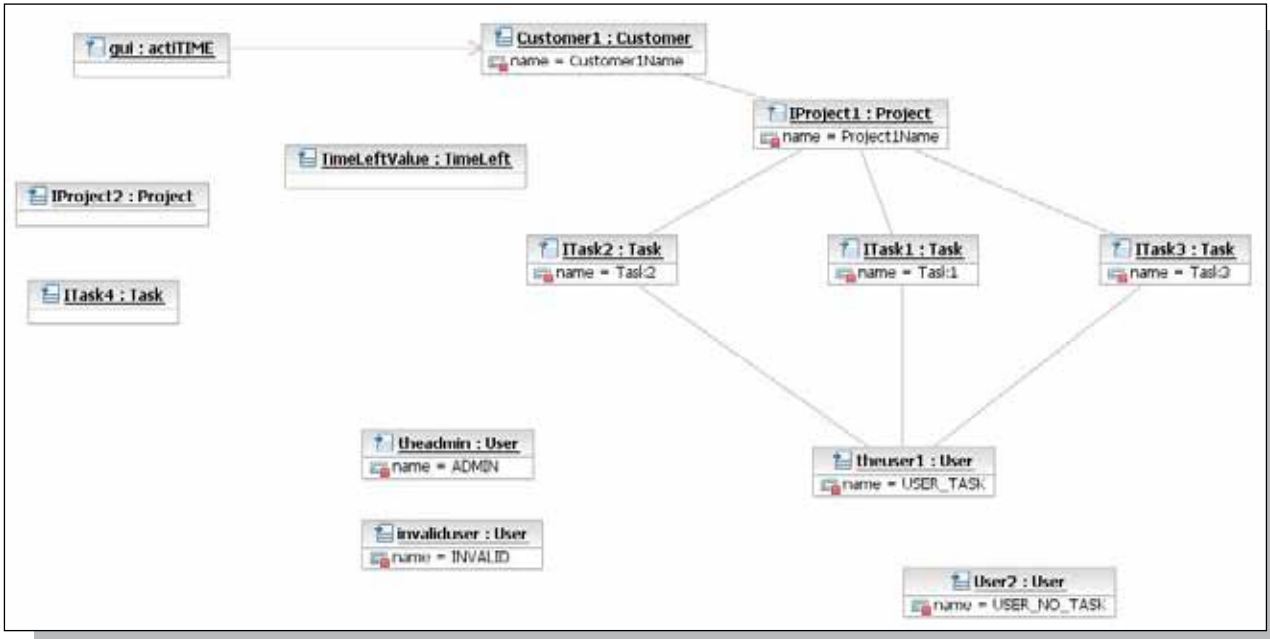 gui : actiTIME
Customer1 : Customer
name = Customer1Name
IProject1 : Project
name = Project1Name
TimeLeftValue : TimeLeft
IProject2 : Project
ITask2 : Task
name = Task2
ITask1 : Task
name = Task1
ITask3 : Task
name = Task3
ITask4 : Task
theadmin : User
name = ADMIN
theuser1 : User
name = USER_TASK
invaliduser : User
name = INVALID
User2 : User
name = USER_NO_TASK